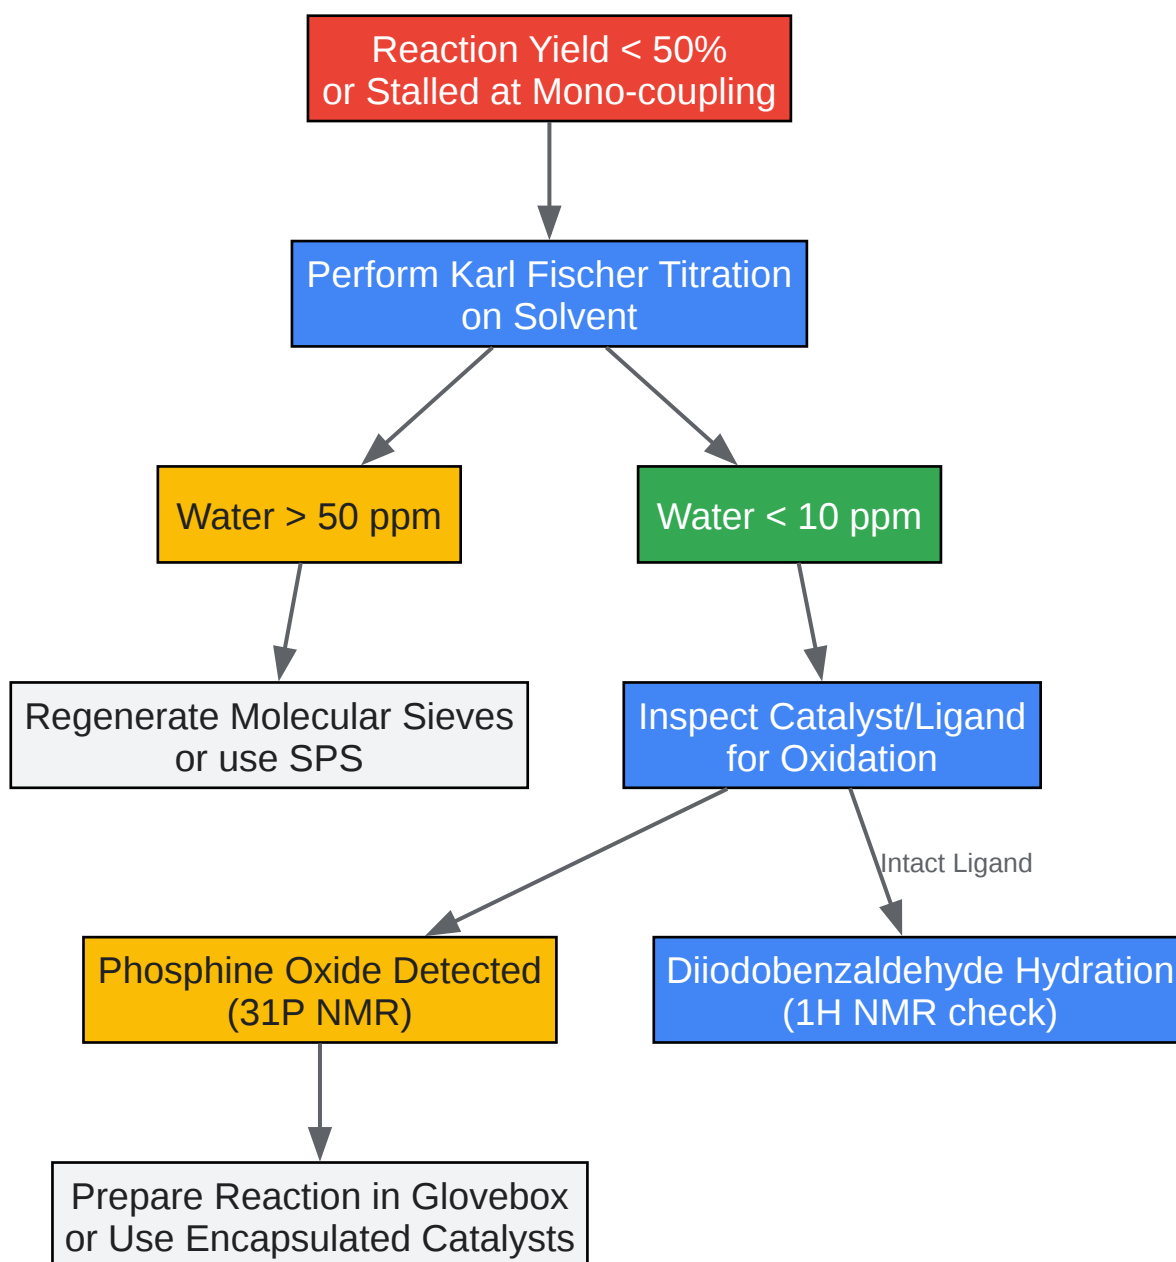 Reaction Yield < 50%
or Stalled at Mono-coupling
Perform Karl Fischer Titration
on Solvent
Water > 50 ppm
Water < 10 ppm
Regenerate Molecular Sieves
or use SPS
Inspect Catalyst/Ligand
for Oxidation
Intact Ligand
Phosphine Oxide Detected
(31P NMR)
Diiodobenzaldehyde Hydration
(1H NMR check)
Prepare Reaction in Glovebox
or Use Encapsulated Catalysts